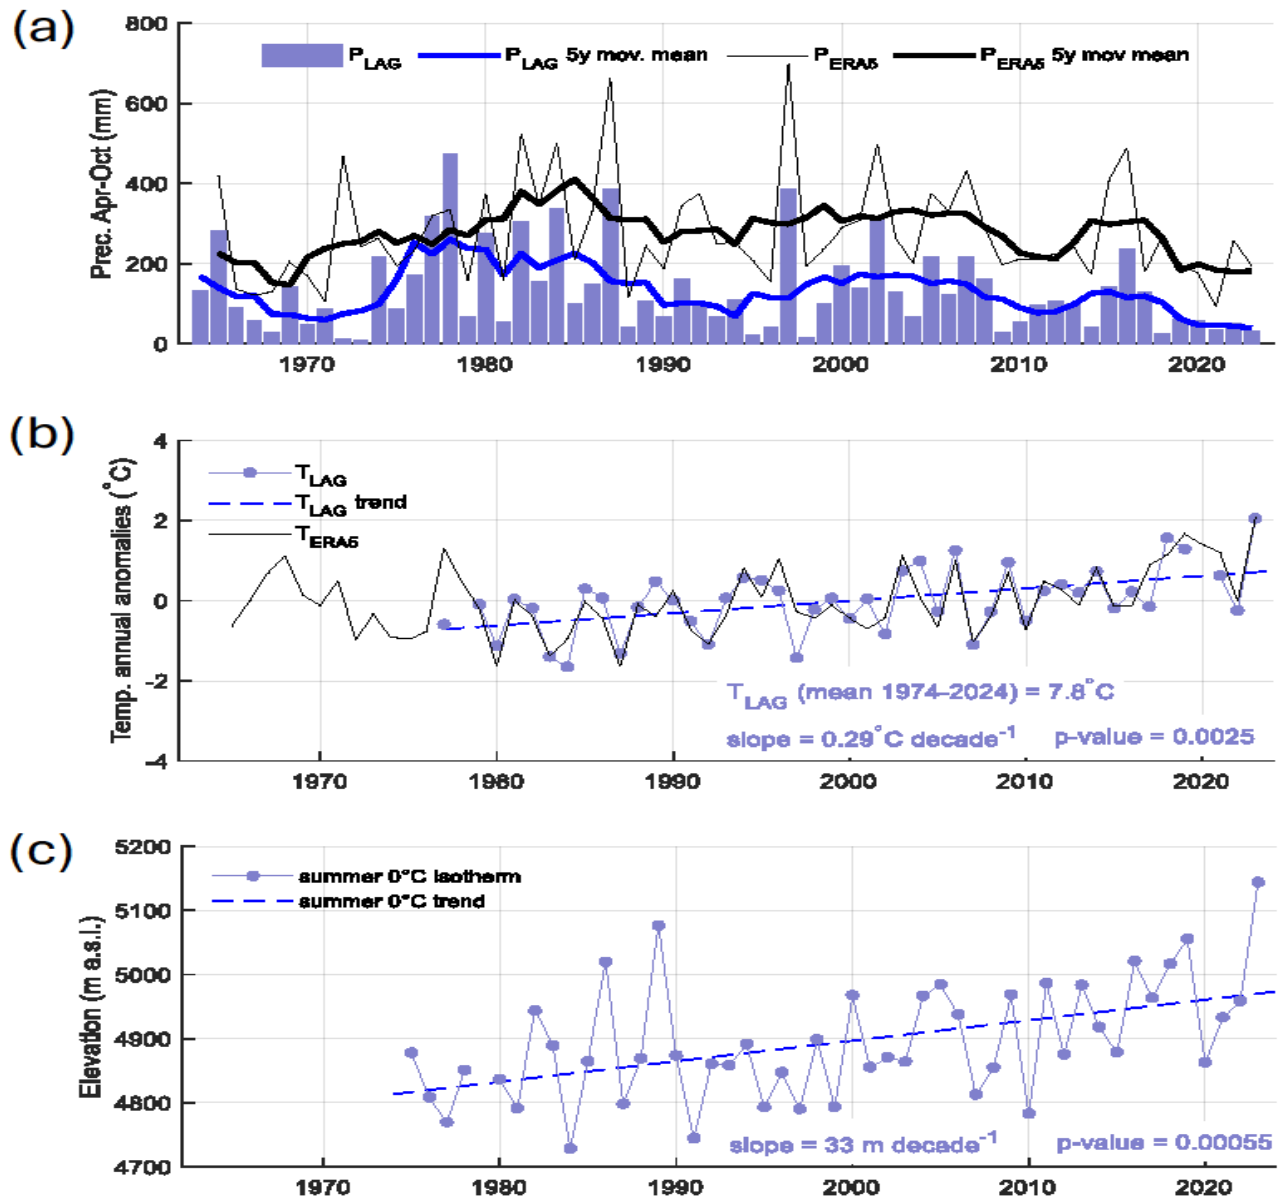 (a)
800
600
400
200
0
Prec. Apr-Oct (mm)
P_LAG P_LAG 5y mov. mean P_ERA5 P_ERA5 5y mov mean
1970 1980 1990 2000 2010 2020
(b)
4
2
0
−2
−4
Temp. annual anomalies (°C)
T_LAG
T_LAG trend
T_ERA5
T_LAG (mean 1974–2024) = 7.8°C
slope = 0.29°C decade⁻¹ p-value = 0.0025
1970 1980 1990 2000 2010 2020
(c)
5200
5100
5000
4900
4800
4700
Elevation (m a.s.l.)
summer 0°C Isotherm
summer 0°C trend
slope = 33 m decade⁻¹ p-value = 0.00055
1970 1980 1990 2000 2010 2020